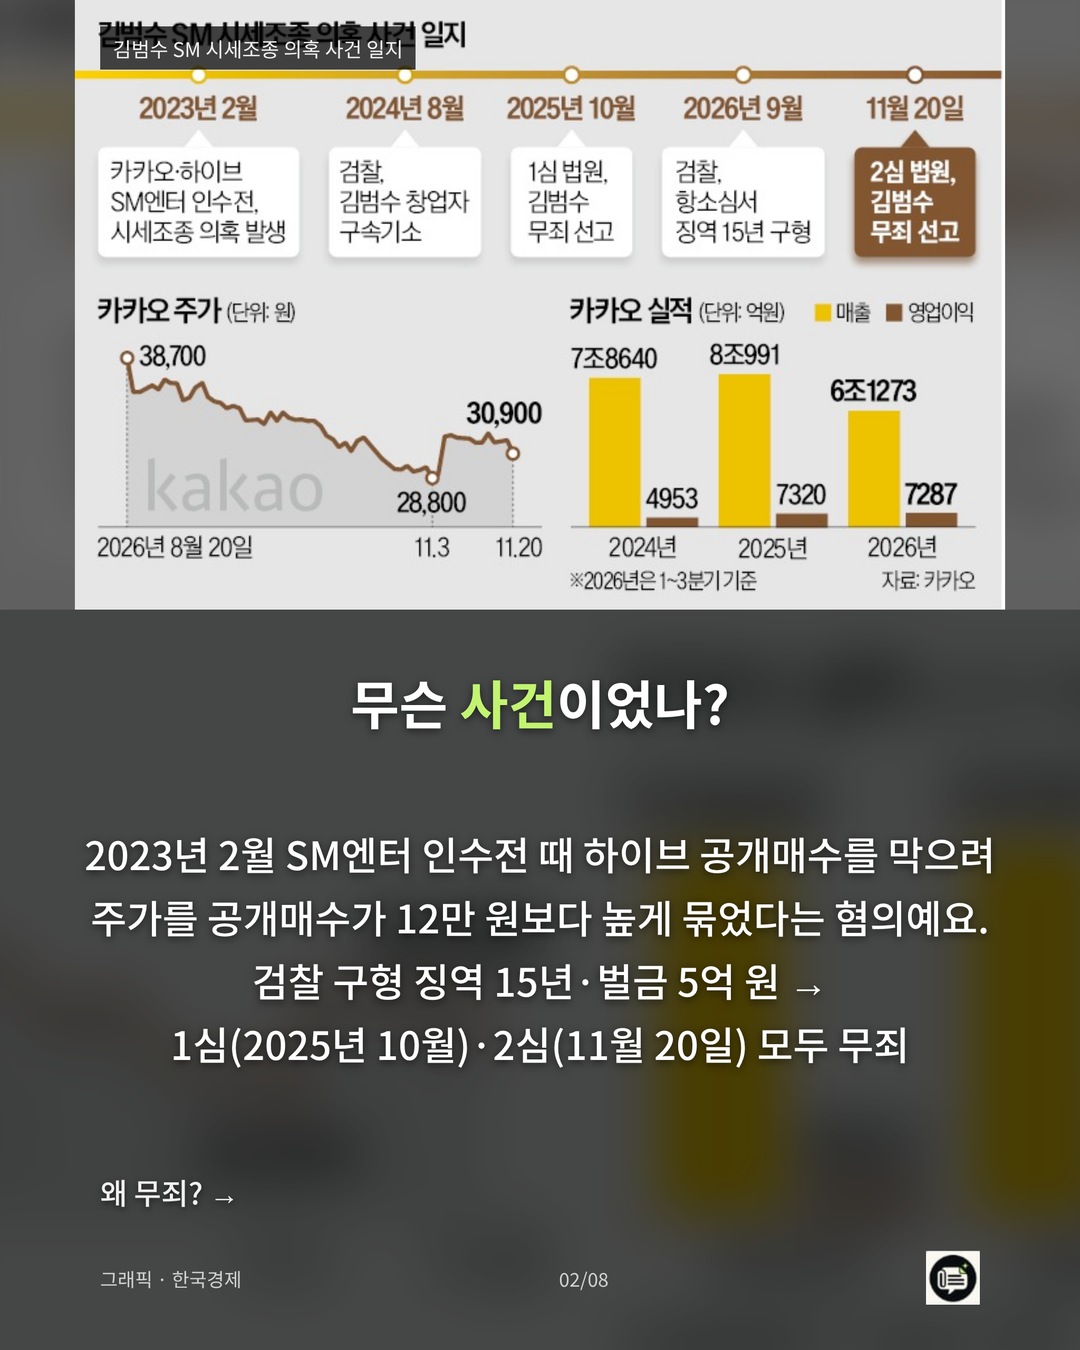 김범수 SM 시세조종 의혹 사건 일지
김범수 SM 시세조종 의혹 사건 일지
2023년 2월
카카오·하이브
SM엔터 인수전,
시세조종 의혹 발생
2024년 8월
검찰,
김범수 창업자
구속기소
2025년 10월
1심 법원,
김범수
무죄 선고
2026년 9월
검찰,
항소심서
징역 15년 구형
11월 20일
2심 법원,
김범수
무죄 선고
카카오 주가 (단위: 원)
38,700
30,900
28,800
kakao
2026년 8월 20일
11.3
11.20
카카오 실적 (단위: 억원)
매출
영업이익
7조8640
8조991
6조1273
4953
7320
7287
2024년
2025년
2026년
※2026년은 1~3분기 기준
자료: 카카오
무슨 사건이었나?
2023년 2월 SM엔터 인수전 때 하이브 공개매수를 막으려
주가를 공개매수가 12만 원보다 높게 묶었다는 혐의예요.
검찰 구형 징역 15년·벌금 5억 원 →
1심(2025년 10월)·2심(11월 20일) 모두 무죄
왜 무죄? →
그래픽 · 한국경제
02/08